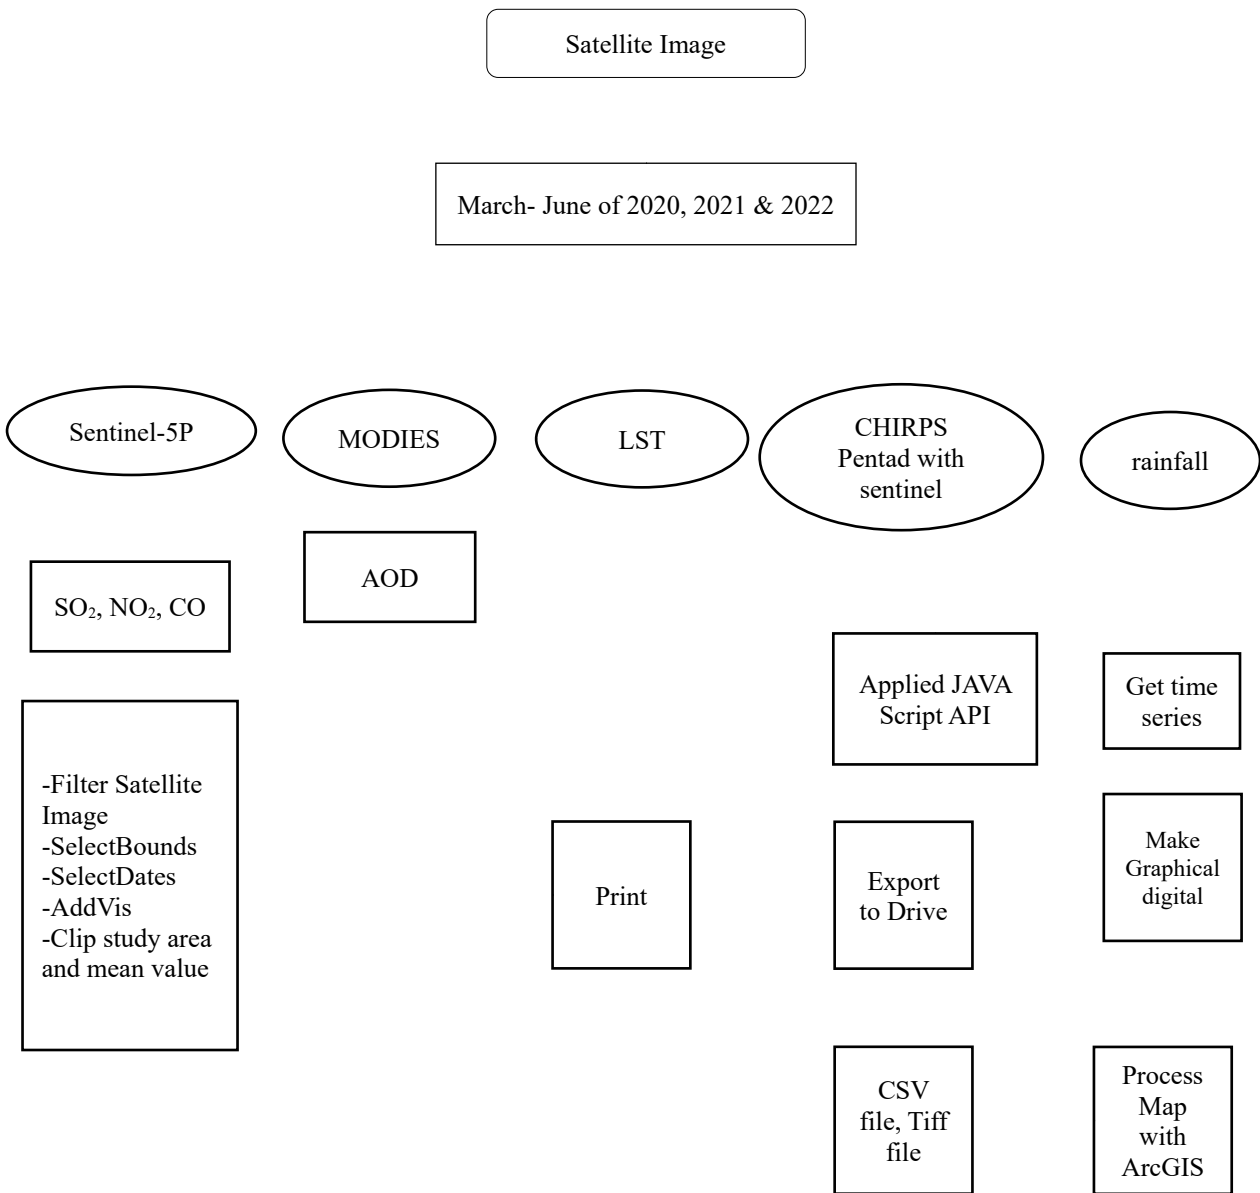 Satellite Image
March- June of 2020, 2021 & 2022
Sentinel-5P
MODIES
LST
CHIRPS
Pentad with
sentinel
rainfall
SO₂, NO₂, CO
AOD
Applied JAVA
Script API
Get time
series
-Filter Satellite
Image
-SelectBounds
-SelectDates
-AddVis
-Clip study area
and mean value
Print
Export
to Drive
Make
Graphical
digital
CSV
file, Tiff
file
Process
Map
with
ArcGIS